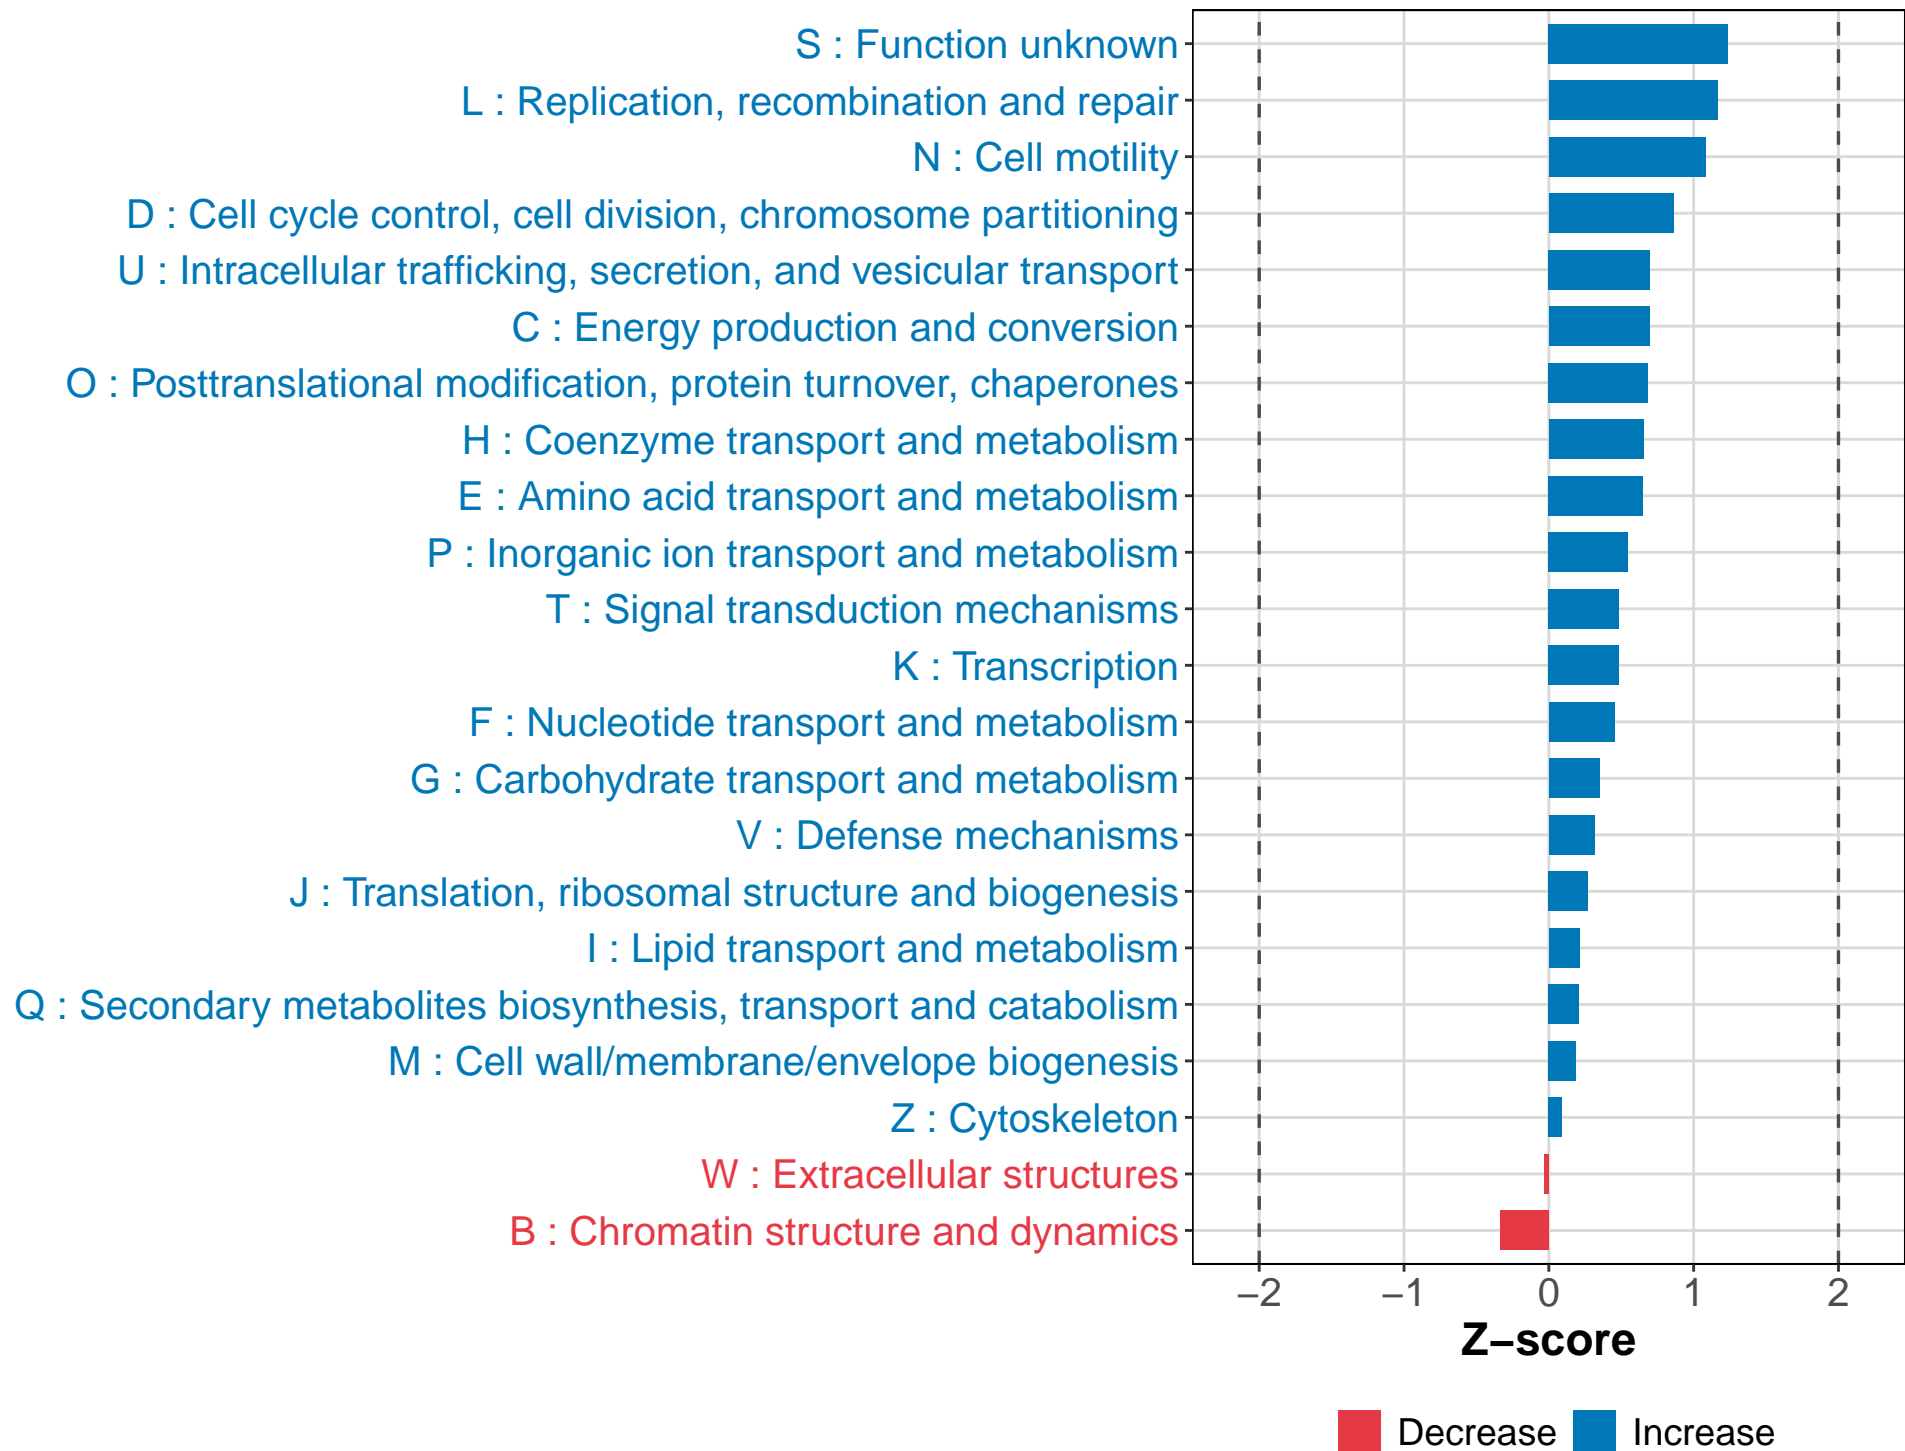 S : Function unknown
L : Replication, recombination and repair
N : Cell motility
D : Cell cycle control, cell division, chromosome partitioning
U : Intracellular trafficking, secretion, and vesicular transport
C : Energy production and conversion
O : Posttranslational modification, protein turnover, chaperones
H : Coenzyme transport and metabolism
E : Amino acid transport and metabolism
P : Inorganic ion transport and metabolism
T : Signal transduction mechanisms
K : Transcription
F : Nucleotide transport and metabolism
G : Carbohydrate transport and metabolism
V : Defense mechanisms
J : Translation, ribosomal structure and biogenesis
I : Lipid transport and metabolism
Q : Secondary metabolites biosynthesis, transport and catabolism
M : Cell wall/membrane/envelope biogenesis
Z : Cytoskeleton
W : Extracellular structures
B : Chromatin structure and dynamics
−2 −1 0 1 2
Z−score
Decrease Increase